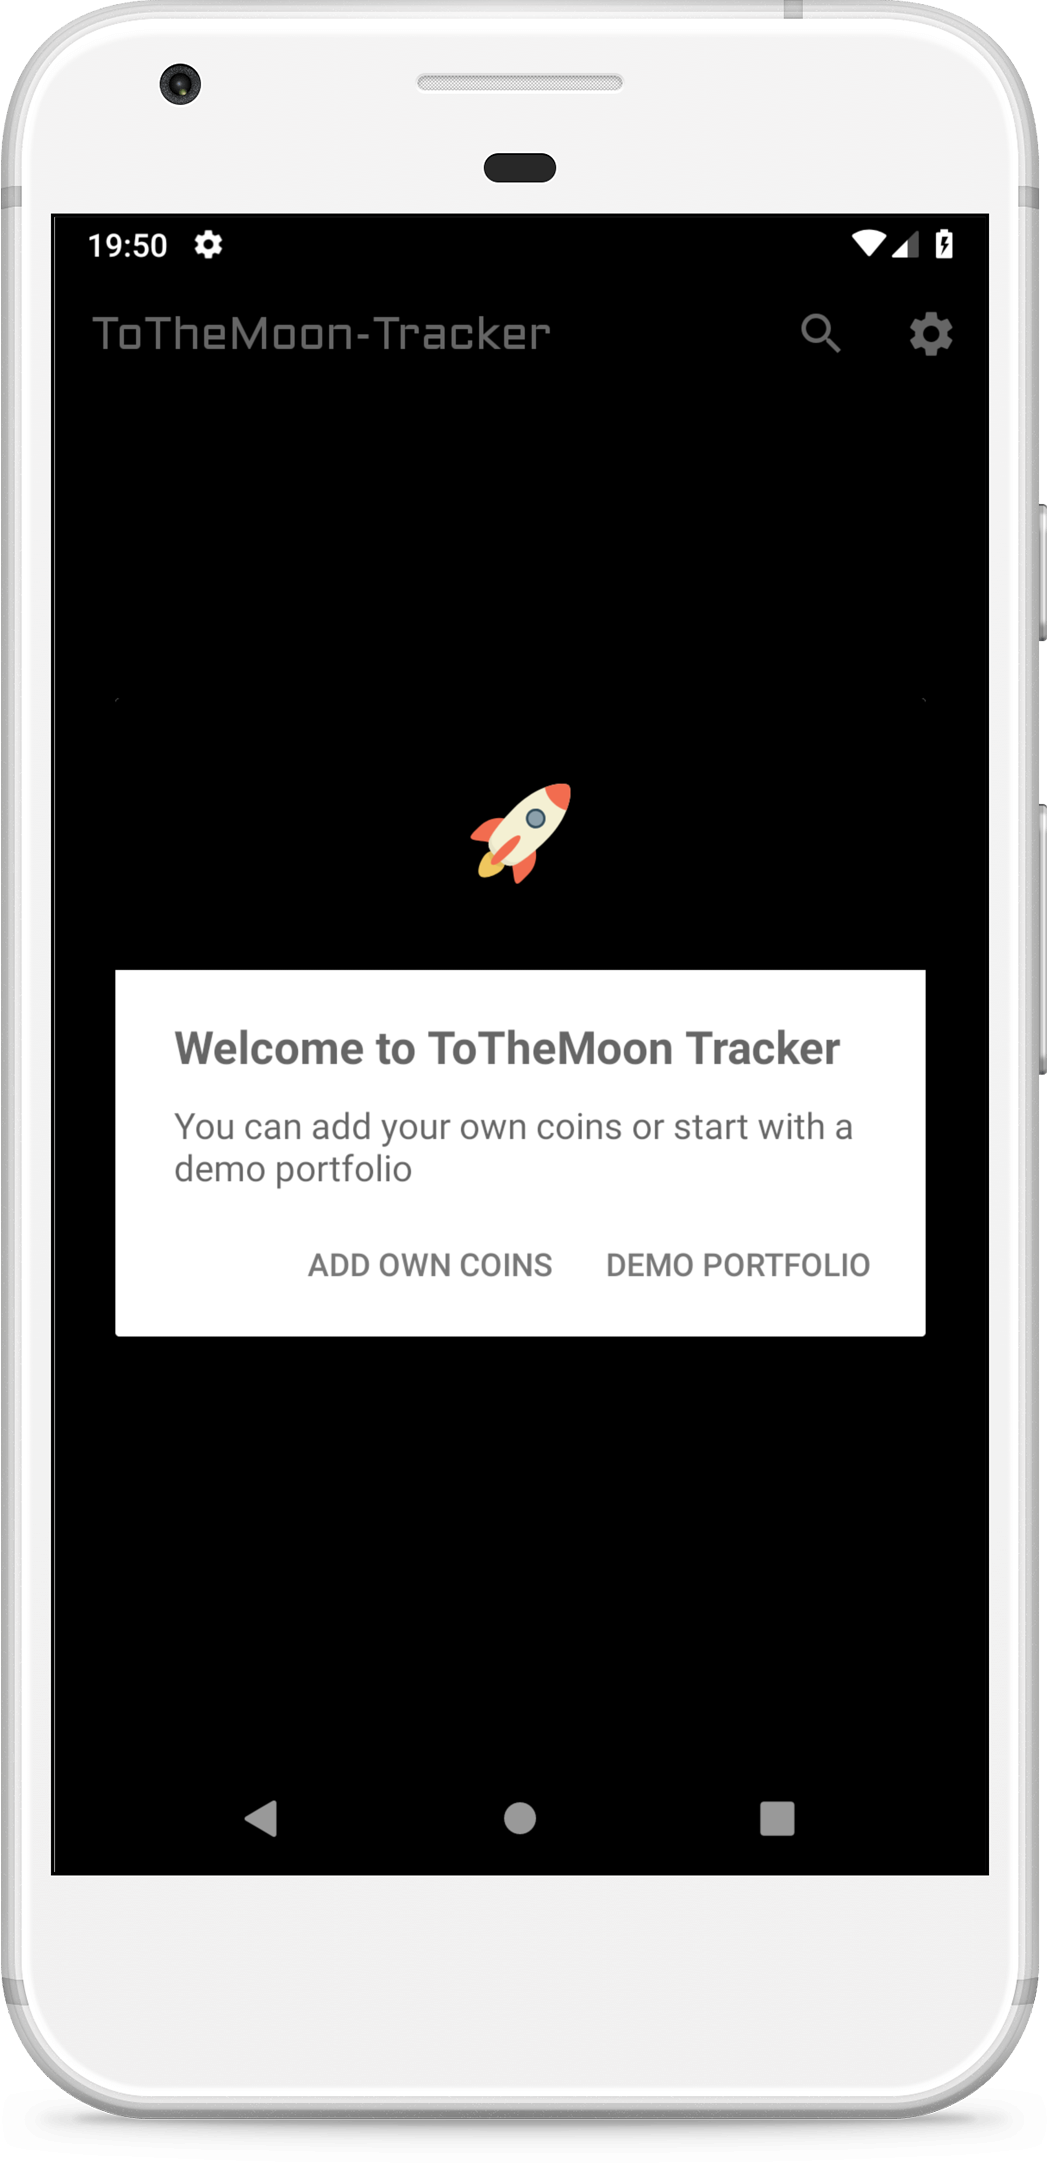 19:50
ToTheMoon-Tracker
Welcome to ToTheMoon Tracker
You can add your own coins or start with a
demo portfolio
ADD OWN COINS DEMO PORTFOLIO